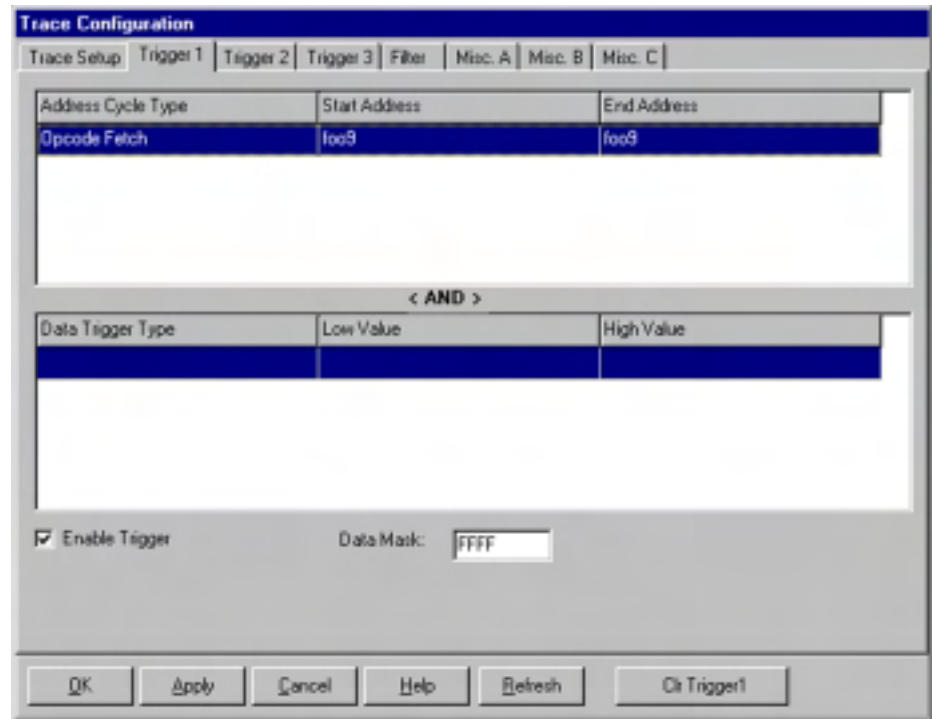 Trace Configuration
Trace Setup Trigger 1 Trigger 2 Trigger 3 Filter Misc. A Misc. B Misc. C
Address Cycle Type Start Address End Address
Opcode Fetch foo9 foo9
< AND >
Data Trigger Type Low Value High Value
Enable Trigger Data Mask: FFFF
OK Apply Cancel Help Refresh Clr Trigger1